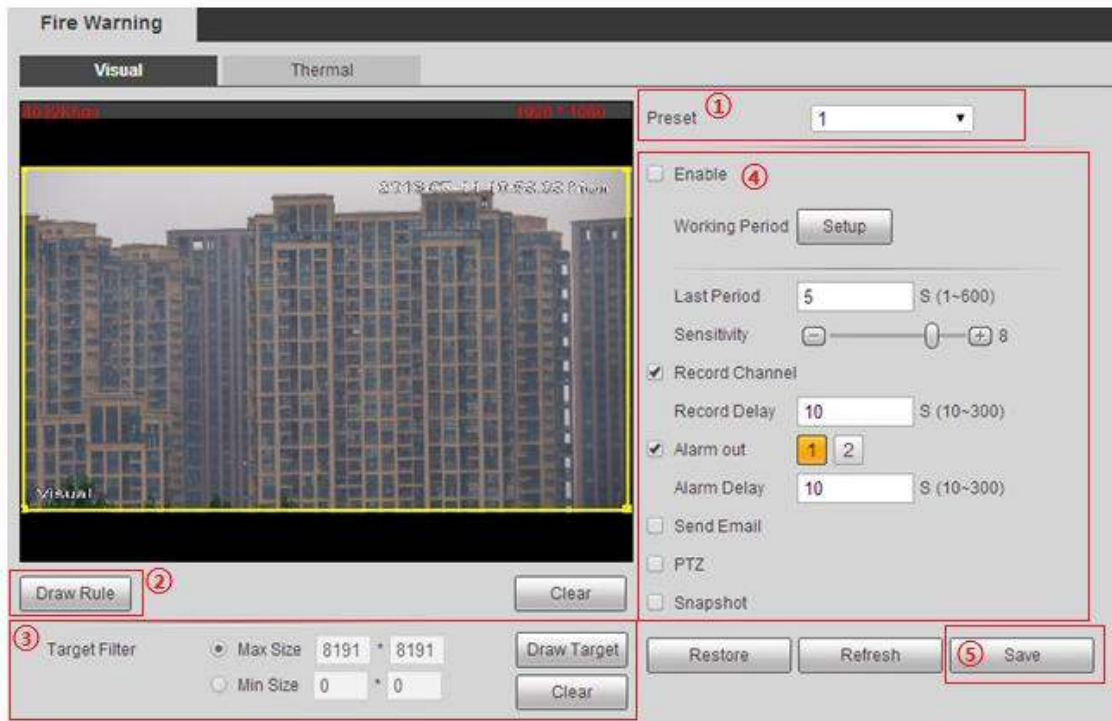 Fire Warning
Visual
Thermal
1920 * 1080
Preset
①
1
④
Enable
Working Period
Setup
Last Period
5
S (1~600)
Sensitivity
8
Record Channel
Record Delay
10
S (10~300)
Alarm out
1
2
Alarm Delay
10
S (10~300)
Send Email
PTZ
Snapshot
Visual
②
Draw Rule
Clear
③
Target Filter
Max Size
8191 * 8191
Draw Target
Min Size
0 * 0
Clear
Restore
Refresh
⑤
Save